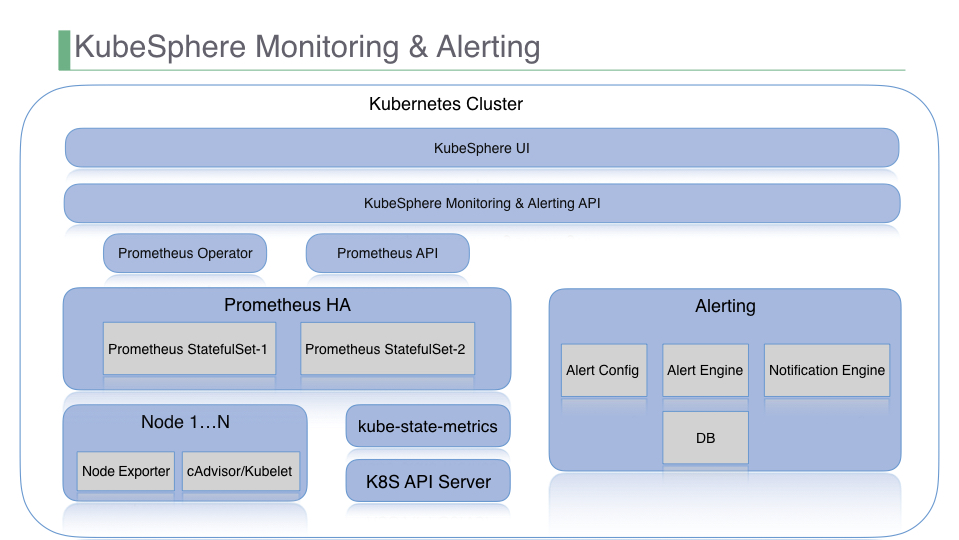 KubeSphere Monitoring & Alerting
Kubernetes Cluster
KubeSphere UI
KubeSphere Monitoring & Alerting API
Prometheus Operator
Prometheus API
Prometheus HA
Prometheus StatefulSet-1
Prometheus StatefulSet-2
Node 1…N
Node Exporter
cAdvisor/Kubelet
kube-state-metrics
K8S API Server
Alerting
Alert Config
Alert Engine
Notification Engine
DB